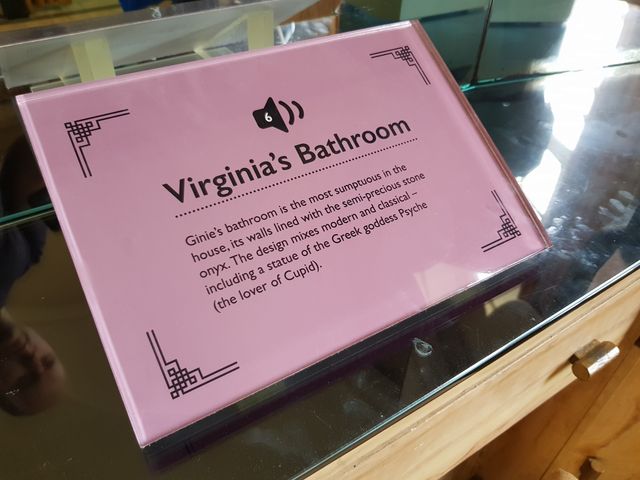 6
Virginia's Bathroom
Ginie's bathroom is the most sumptuous in the
house, its walls lined with the semi-precious stone
onyx. The design mixes modern and classical –
including a statue of the Greek goddess Psyche
(the lover of Cupid).